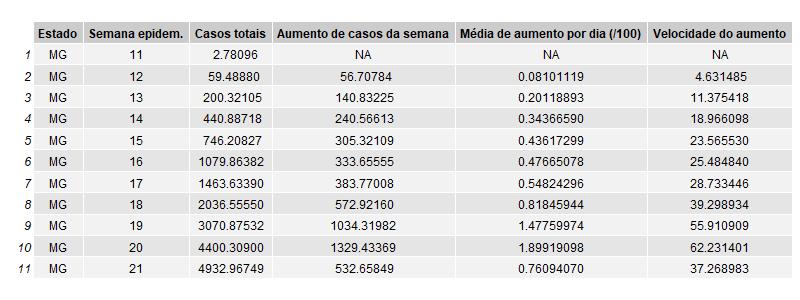 Estado Semana epidem. Casos totais Aumento de casos da semana Média de aumento por dia (/100) Velocidade do aumento
1 MG 11 2.78096 NA NA NA
2 MG 12 59.48880 56.70784 0.08101119 4.631485
3 MG 13 200.32105 140.83225 0.20118893 11.375418
4 MG 14 440.88718 240.56613 0.34366590 18.966098
5 MG 15 746.20827 305.32109 0.43617299 23.565530
6 MG 16 1079.86382 333.65555 0.47665078 25.484840
7 MG 17 1463.63390 383.77008 0.54824296 28.733446
8 MG 18 2036.55550 572.92160 0.81845944 39.298934
9 MG 19 3070.87532 1034.31982 1.47759974 55.910909
10 MG 20 4400.30900 1329.43369 1.89919098 62.231401
11 MG 21 4932.96749 532.65849 0.76094070 37.268983